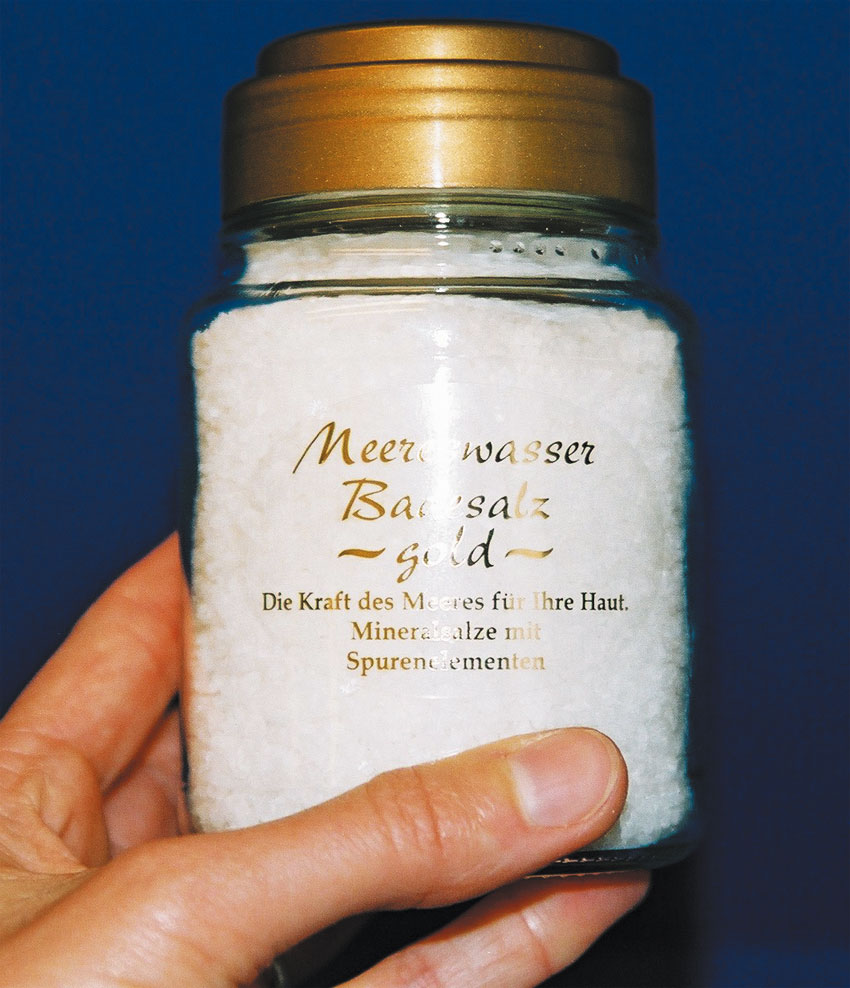 Meereswasser
Badesalz
~gold~
Die Kraft des Meeres für Ihre Haut.
Mineralsalze mit
Spurenelementen